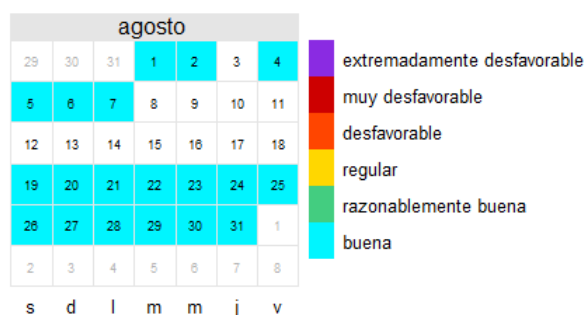 agosto
29 30 31 1 2 3 4
5 6 7 8 9 10 11
12 13 14 15 16 17 18
19 20 21 22 23 24 25
26 27 28 29 30 31 1
2 3 4 5 6 7 8
s d l m m j v
extremadamente desfavorable
muy desfavorable
desfavorable
regular
razonablemente buena
buena